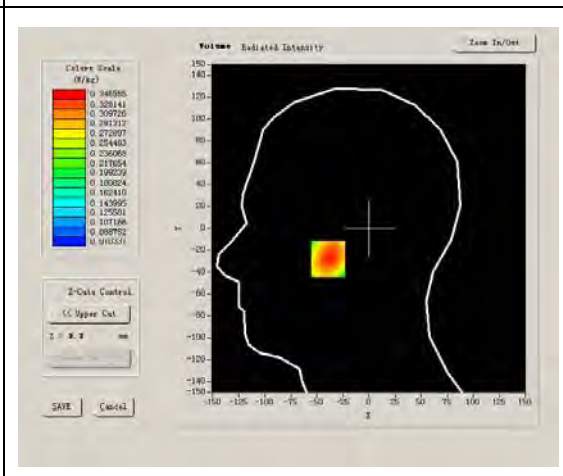 Volume Radiated Intensity
Zoom In/Out
Colors Scale
(W/kg)
0.346555
0.328141
0.309726
0.291312
0.272897
0.254483
0.236068
0.217654
0.199239
0.180824
0.162410
0.143995
0.125581
0.107166
0.088752
Z-Cuts Control
<< Upper Cut
Z = mm
SAVE
Cancel
150
140
120
100
80
60
40
20
0
-20
-40
-60
-80
-100
-120
-140
-150
Y
-150 -125 -100 -75 -50 -25 0 25 50 75 100 125 150
X